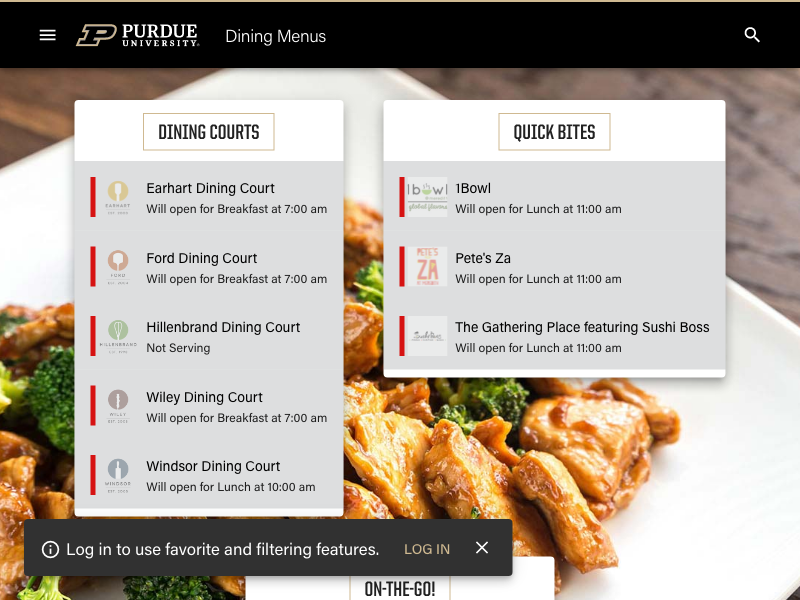 PURDUE
UNIVERSITY
Dining Menus
DINING COURTS
EARHART
Earhart Dining Court
Will open for Breakfast at 7:00 am
FORD
Ford Dining Court
Will open for Breakfast at 7:00 am
HILLENBRAND
Hillenbrand Dining Court
Not Serving
WILEY
Wiley Dining Court
Will open for Breakfast at 7:00 am
WINDSOR
Windsor Dining Court
Will open for Lunch at 10:00 am
QUICK BITES
1bowl
global flavors
1Bowl
Will open for Lunch at 11:00 am
PETE'S
ZA
Pete's Za
Will open for Lunch at 11:00 am
The Gathering Place featuring Sushi Boss
Will open for Lunch at 11:00 am
Log in to use favorite and filtering features.
LOG IN
ON-THE-GO!